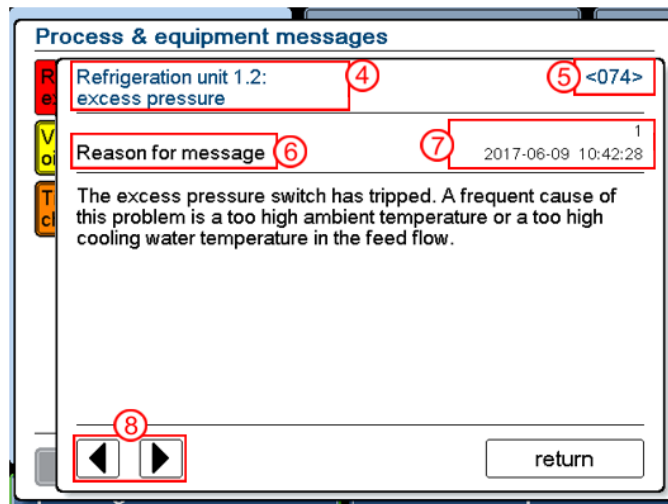 Process & equipment messages
R
e
Refrigeration unit 1.2:
excess pressure
4
5
<074>
V
oi
Reason for message
6
7
1
2017-06-09 10:42:28
T
cl
The excess pressure switch has tripped. A frequent cause of
this problem is a too high ambient temperature or a too high
cooling water temperature in the feed flow.
8
return